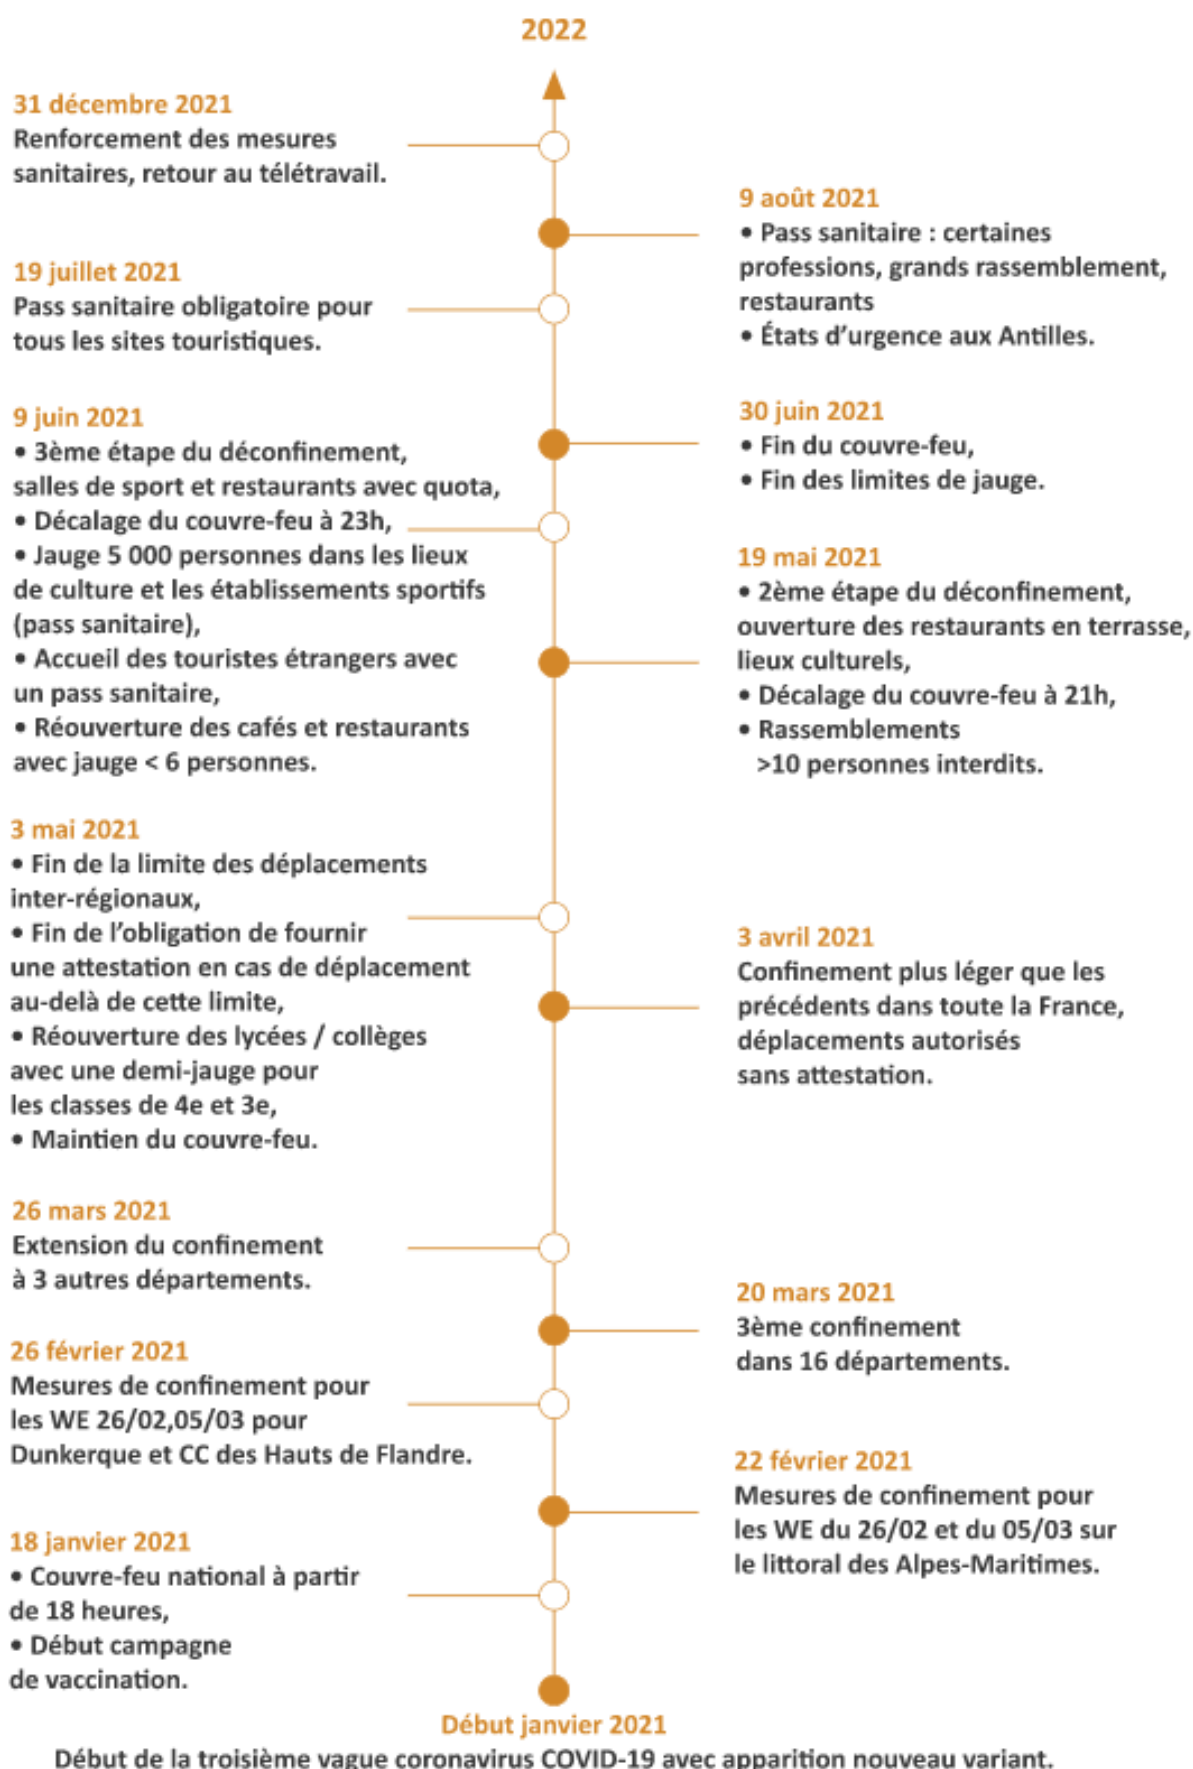 2022
31 décembre 2021
Renforcement des mesures
sanitaires, retour au télétravail.
9 août 2021
• Pass sanitaire : certaines
professions, grands rassemblement,
restaurants
• États d’urgence aux Antilles.
19 juillet 2021
Pass sanitaire obligatoire pour
tous les sites touristiques.
30 juin 2021
• Fin du couvre-feu,
• Fin des limites de jauge.
9 juin 2021
• 3ème étape du déconfinement,
salles de sport et restaurants avec quota,
• Décalage du couvre-feu à 23h,
• Jauge 5 000 personnes dans les lieux
de culture et les établissements sportifs
(pass sanitaire),
• Accueil des touristes étrangers avec
un pass sanitaire,
• Réouverture des cafés et restaurants
avec jauge < 6 personnes.
19 mai 2021
• 2ème étape du déconfinement,
ouverture des restaurants en terrasse,
lieux culturels,
• Décalage du couvre-feu à 21h,
• Rassemblements
>10 personnes interdits.
3 mai 2021
• Fin de la limite des déplacements
inter-régionaux,
• Fin de l’obligation de fournir
une attestation en cas de déplacement
au-delà de cette limite,
• Réouverture des lycées / collèges
avec une demi-jauge pour
les classes de 4e et 3e,
• Maintien du couvre-feu.
3 avril 2021
Confinement plus léger que les
précédents dans toute la France,
déplacements autorisés
sans attestation.
26 mars 2021
Extension du confinement
à 3 autres départements.
20 mars 2021
3ème confinement
dans 16 départements.
26 février 2021
Mesures de confinement pour
les WE 26/02,05/03 pour
Dunkerque et CC des Hauts de Flandre.
22 février 2021
Mesures de confinement pour
les WE du 26/02 et du 05/03 sur
le littoral des Alpes-Maritimes.
18 janvier 2021
• Couvre-feu national à partir
de 18 heures,
• Début campagne
de vaccination.
Début janvier 2021
Début de la troisième vague coronavirus COVID-19 avec apparition nouveau variant.